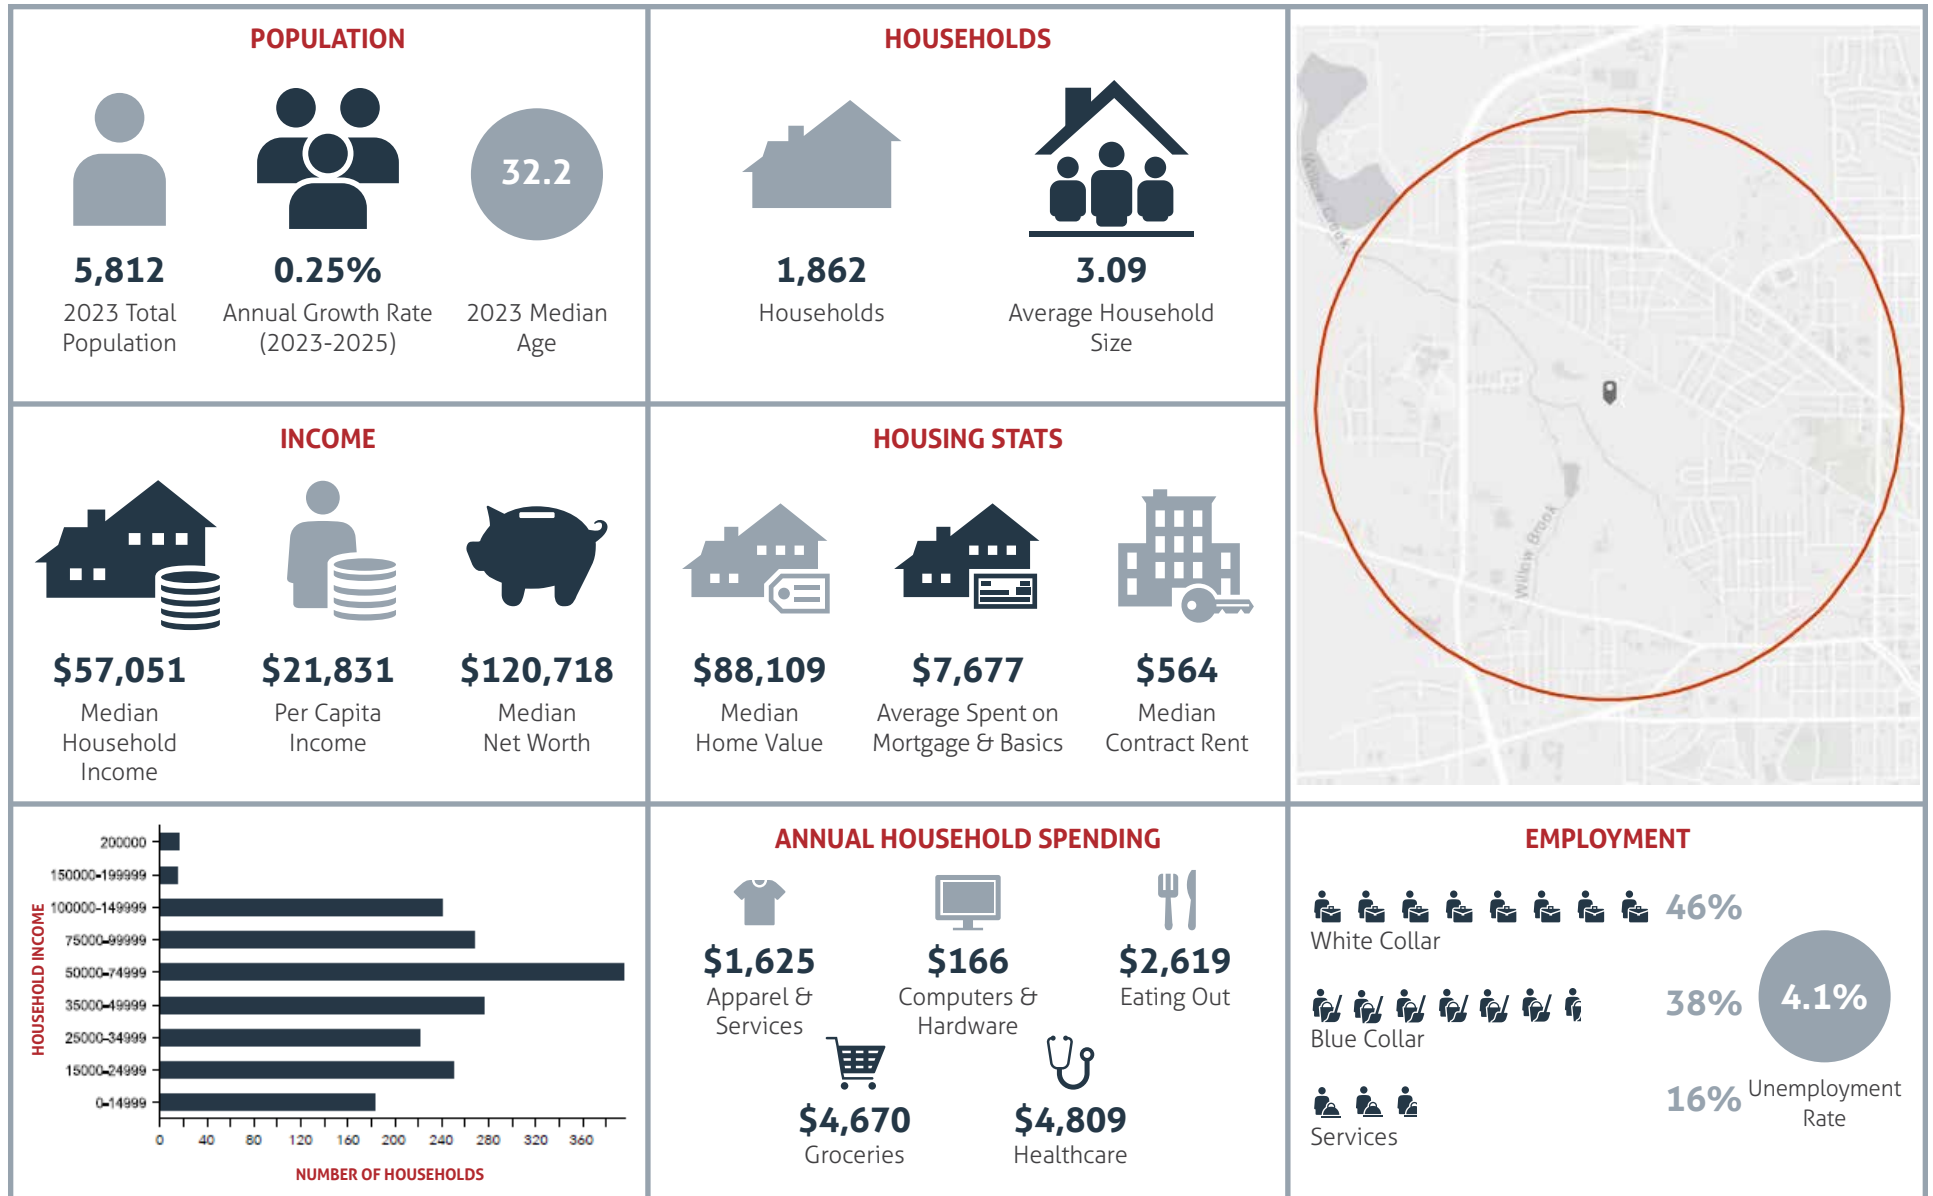 POPULATION
32.2
5,812
2023 Total
Population
0.25%
Annual Growth Rate
(2023-2025)
2023 Median
Age
HOUSEHOLDS
1,862
Households
3.09
Average Household
Size
Willow Creek
Willow Brook
INCOME
$57,051
Median
Household
Income
$21,831
Per Capita
Income
$120,718
Median
Net Worth
HOUSING STATS
$88,109
Median
Home Value
$7,677
Average Spent on
Mortgage & Basics
$564
Median
Contract Rent
HOUSEHOLD INCOME
200000
150000-199999
100000-149999
75000-99999
50000-74999
35000-49999
25000-34999
15000-24999
0-14999
0 40 80 120 160 200 240 280 320 360
NUMBER OF HOUSEHOLDS
ANNUAL HOUSEHOLD SPENDING
$1,625
Apparel &
Services
$166
Computers &
Hardware
$2,619
Eating Out
$4,670
Groceries
$4,809
Healthcare
EMPLOYMENT
46%
White Collar
38%
Blue Collar
16%
Services
4.1%
Unemployment
Rate